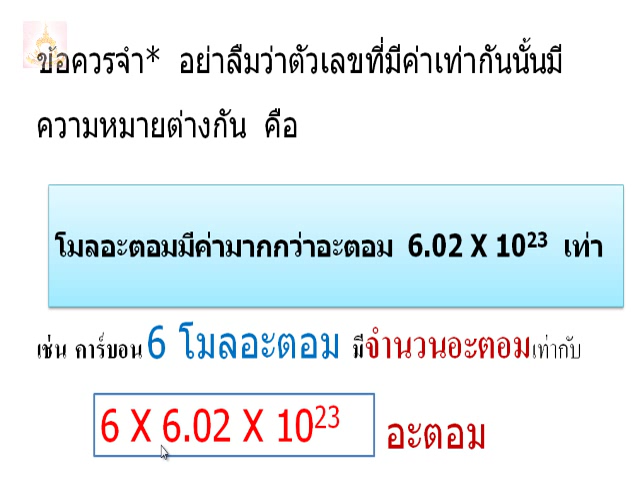 ข้อควรจำ* อย่าลืมว่าตัวเลขที่มีค่าเท่ากันนั้นมี
ความหมายต่างกัน คือ
โมลอะตอมมีค่ามากกว่าอะตอม 6.02 X 10²³ เท่า
เช่น คาร์บอน 6 โมลอะตอม มีจำนวนอะตอมเท่ากับ
6 X 6.02 X 10²³ อะตอม